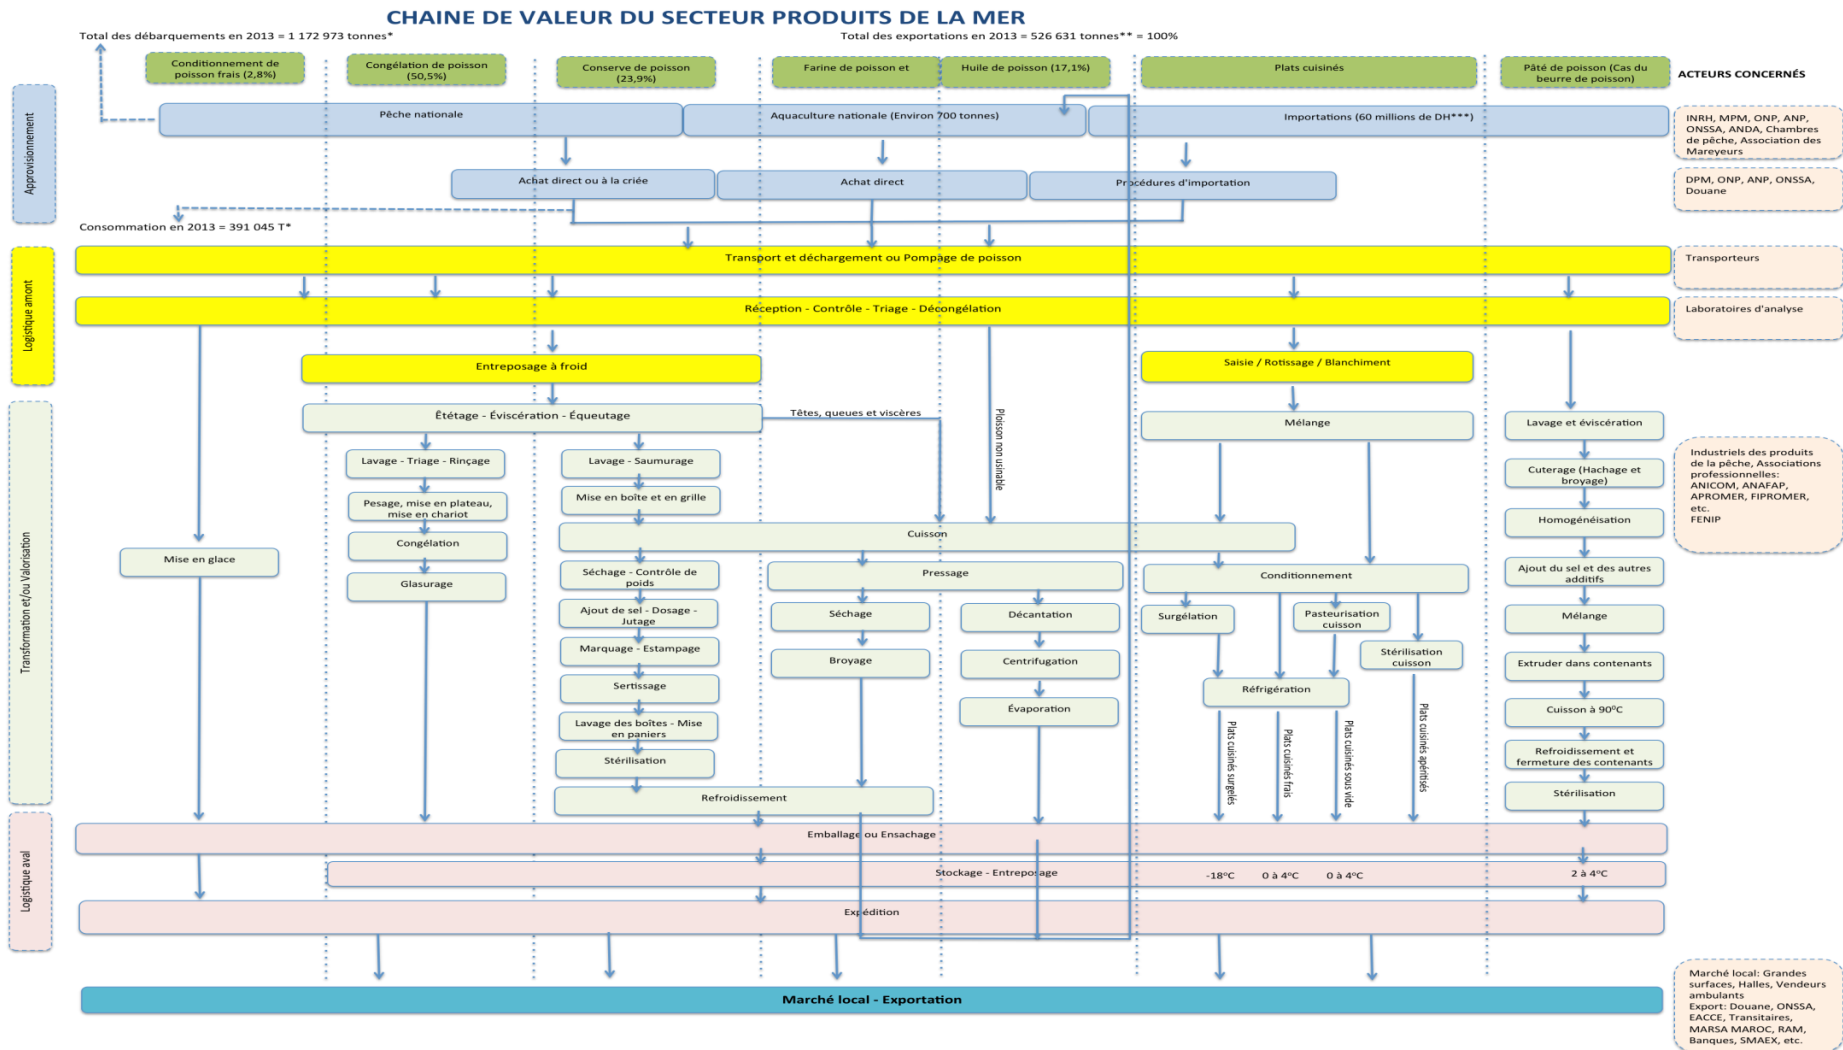 CHAINE DE VALEUR DU SECTEUR PRODUITS DE LA MER
Total des débarquements en 2013 = 1 172 973 tonnes*
Total des exportations en 2013 = 526 631 tonnes** = 100%
Conditionnement de
poisson frais (2,8%)
Congélation de poisson
(50,5%)
Conserve de poisson
(23,9%)
Farine de poisson et
Huile de poisson (17,1%)
Plats cuisinés
Pâté de poisson (Cas du
beurre de poisson)
ACTEURS CONCERNÉS
Approvisionnement
Pêche nationale
Aquaculture nationale (Environ 700 tonnes)
Importations (60 millions de DH***)
INRH, MPM, ONP, ANP,
ONSSA, ANDA, Chambres
de pêche, Association des
Mareyeurs
Achat direct ou à la criée
Achat direct
Procédures d'importation
DPM, ONP, ANP, ONSSA,
Douane
Consommation en 2013 = 391 045 T*
Logistique amont
Transport et déchargement ou Pompage de poisson
Transporteurs
Réception - Contrôle - Triage - Décongélation
Laboratoires d'analyse
Entreposage à froid
Saisie / Rotissage / Blanchiment
Transformation et/ou Valorisation
Êtétage - Éviscération - Équeutage
Têtes, queues et viscères
Ploisson non usinable
Mélange
Lavage et éviscération
Lavage - Triage - Rinçage
Lavage - Saumurage
Cuterage (Hachage et
broyage)
Industriels des produits
de la pêche, Associations
professionnelles:
ANICOM, ANAFAP,
APROMER, FIPROMER,
etc.
FENIP
Pesage, mise en plateau,
mise en chariot
Mise en boîte et en grille
Homogénéisation
Cuisson
Congélation
Mise en glace
Séchage - Contrôle de
poids
Pressage
Conditionnement
Ajout du sel et des autres
additifs
Glasurage
Ajout de sel - Dosage -
Jutage
Séchage
Décantation
Surgélation
Pasteurisation
cuisson
Mélange
Marquage - Estampage
Broyage
Centrifugation
Stérilisation
cuisson
Extruder dans contenants
Sertissage
Réfrigération
Évaporation
Cuisson à 90ºC
Lavage des boîtes - Mise
en paniers
Plats cuisinés surgelés
Plats cuisinés frais
Plats cuisinés sous vide
Plats cuisinés apéritisés
Refroidissement et
fermeture des contenants
Stérilisation
Stérilisation
Refroidissement
Logistique aval
Emballage ou Ensachage
Stockage - Entreposage
-18ºC
0 à 4ºC
0 à 4ºC
2 à 4ºC
Expédition
Marché local - Exportation
Marché local: Grandes
surfaces, Halles, Vendeurs
ambulants
Export: Douane, ONSSA,
EACCE, Transitaires,
MARSA MAROC, RAM,
Banques, SMAEX, etc.